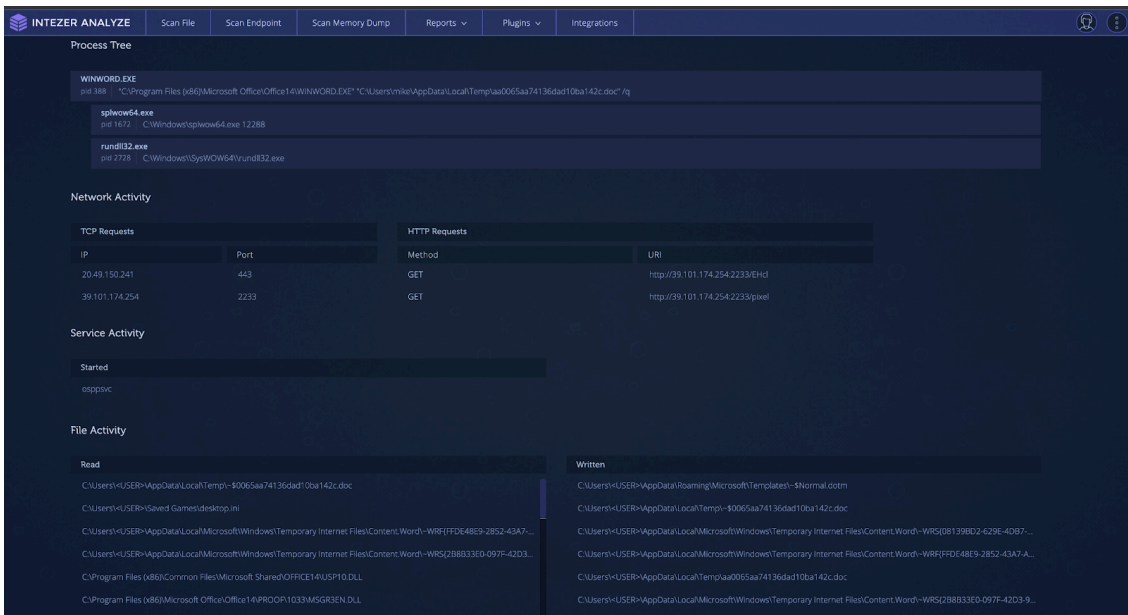 INTEZER ANALYZE Scan File Scan Endpoint Scan Memory Dump Reports Plugins Integrations
Process Tree
WINWORD.EXE
pid 388 "C:\Program Files (x86)\Microsoft Office\Office14\WINWORD.EXE" "C:\Users\mike\AppData\Local\Temp\aa0065aa74136dad10ba142c.doc" /q
splwow64.exe
pid 1672 C:\Windows\splwow64.exe 12288
rundll32.exe
pid 2728 C:\Windows\\SysWOW64\\rundll32.exe
Network Activity
TCP Requests HTTP Requests
IP Port Method URI
20.49.150.241 443 GET http://39.101.174.254:2233/EHcl
39.101.174.254 2233 GET http://39.101.174.254:2233/pixel
Service Activity
Started
osppsvc
File Activity
Read Written
C:\Users\<USER>\AppData\Local\Temp\~$0065aa74136dad10ba142c.doc C:\Users\<USER>\AppData\Roaming\Microsoft\Templates\~$Normal.dotm
C:\Users\<USER>\Saved Games\desktop.ini C:\Users\<USER>\AppData\Local\Temp\~$0065aa74136dad10ba142c.doc
C:\Users\<USER>\AppData\Local\Microsoft\Windows\Temporary Internet Files\Content.Word\~WRF{FFDE48E9-2852-43A7-... C:\Users\<USER>\AppData\Local\Microsoft\Windows\Temporary Internet Files\Content.Word\~WRS{08139BD2-629E-4DB7-...
C:\Users\<USER>\AppData\Local\Microsoft\Windows\Temporary Internet Files\Content.Word\~WRS{2B8B33E0-097F-42D3... C:\Users\<USER>\AppData\Local\Microsoft\Windows\Temporary Internet Files\Content.Word\~WRF{FFDE48E9-2852-43A7-A...
C:\Program Files (x86)\Common Files\Microsoft Shared\OFFICE14\USP10.DLL C:\Users\<USER>\AppData\Local\Temp\aa0065aa74136dad10ba142c.doc
C:\Program Files (x86)\Microsoft Office\Office14\PROOF\1033\MSGR3EN.DLL C:\Users\<USER>\AppData\Local\Microsoft\Windows\Temporary Internet Files\Content.Word\~WRS{2B8B33E0-097F-42D3-9...